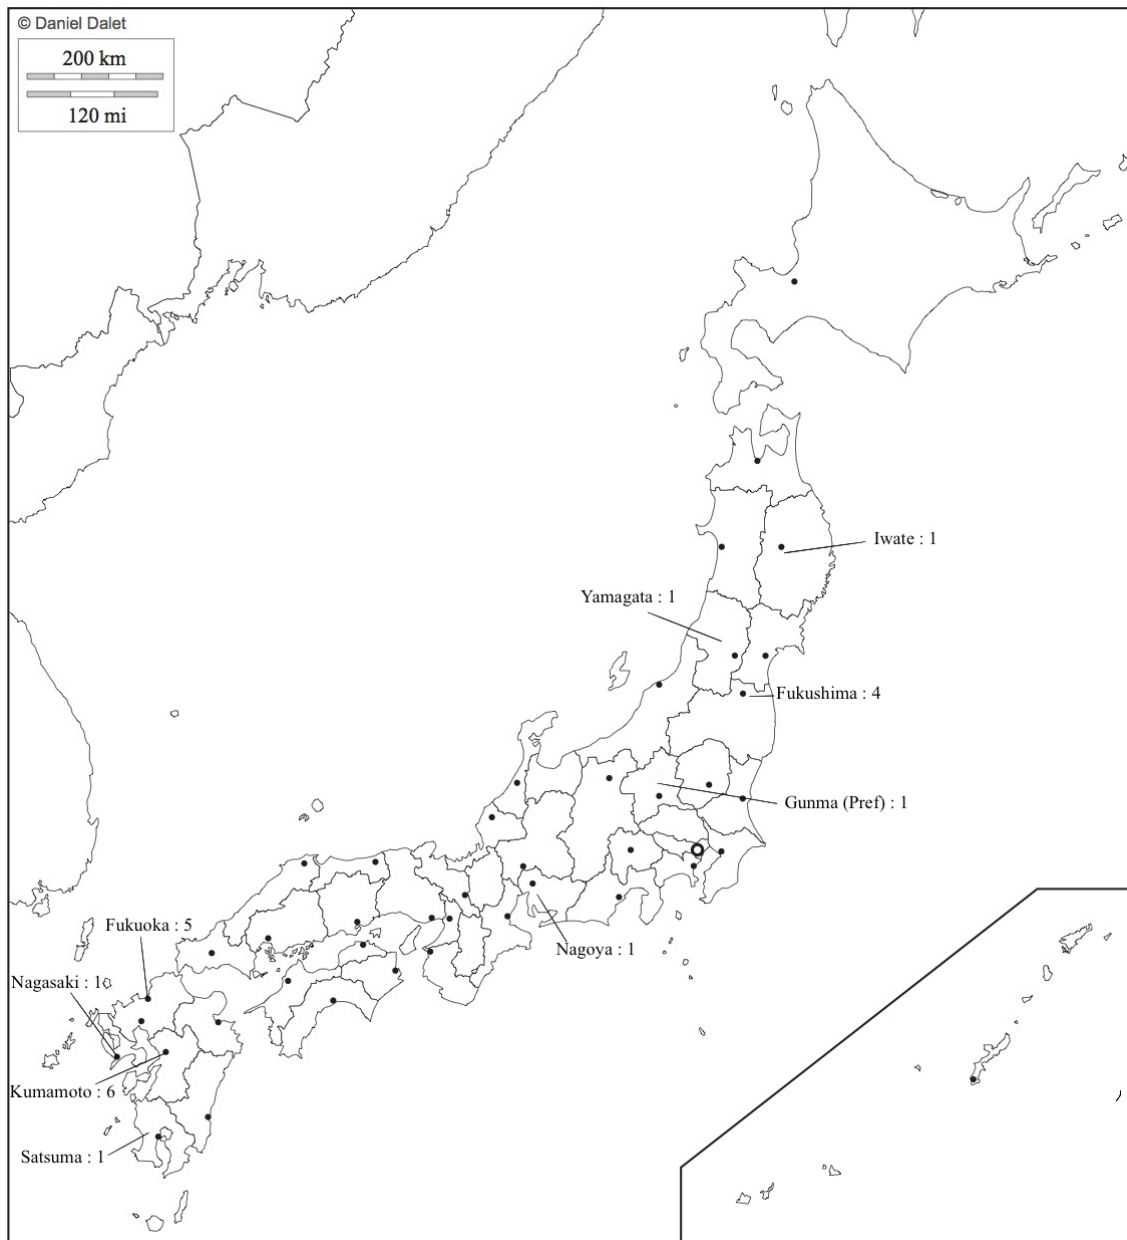 © Daniel Dalet
200 km
120 mi
Iwate : 1
Yamagata : 1
Fukushima : 4
Gunma (Pref) : 1
Fukuoka : 5
Nagoya : 1
Nagasaki : 1
Kumamoto : 6
Satsuma : 1